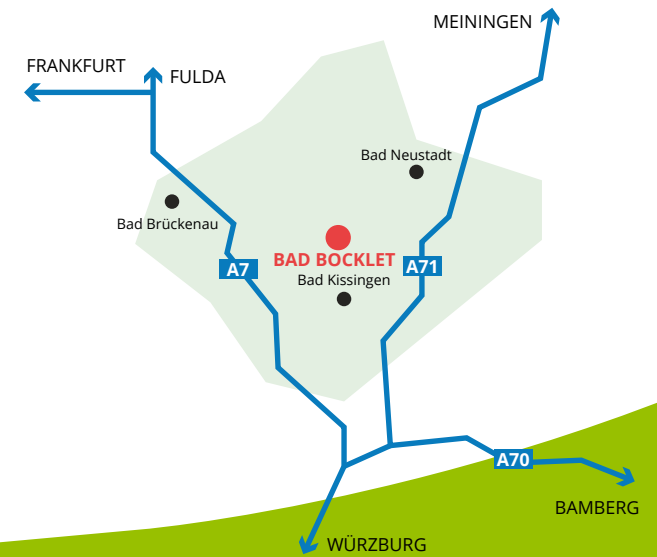 MEININGEN
FRANKFURT
FULDA
Bad Neustadt
Bad Brückenau
BAD BOCKLET
A7
A71
Bad Kissingen
A70
BAMBERG
WÜRZBURG